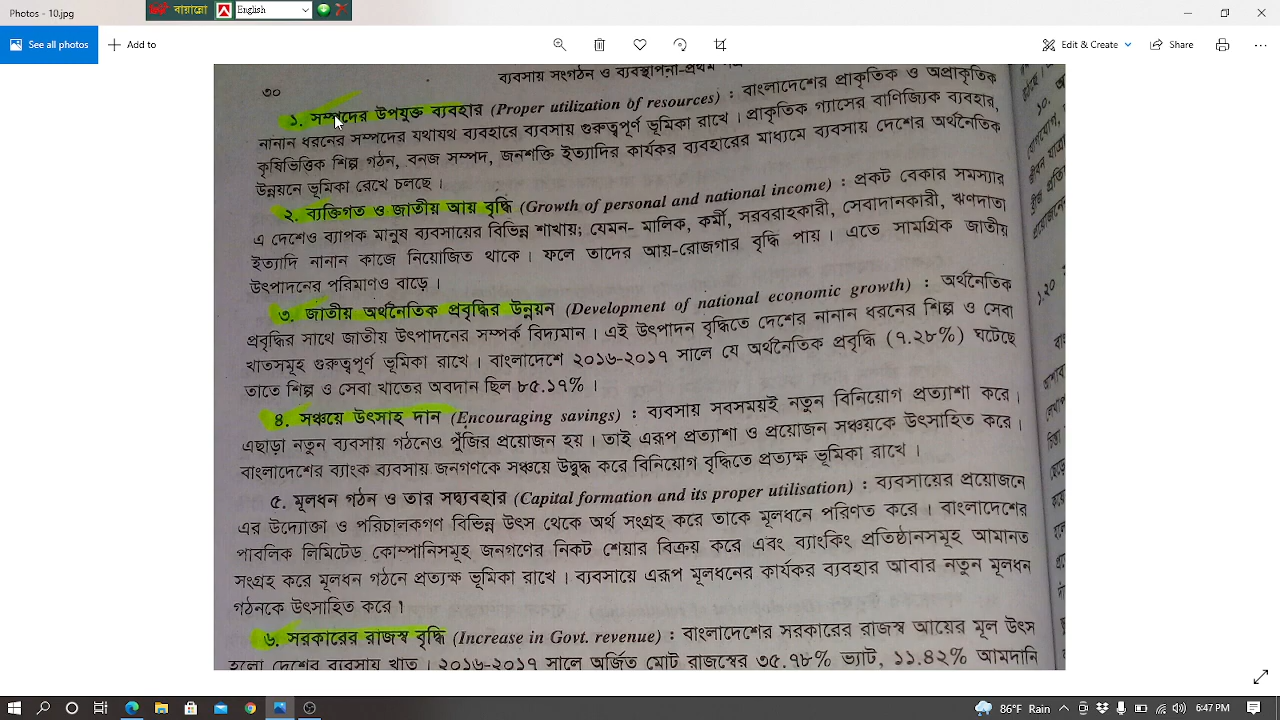 Photos - 10.jpg
বায়ান্নো
English
See all photos
Add to
Edit & Create
Share
৩০
ব্যবসায় সংগঠন ও ব্যবস্থাপনা-প্রথম
১. সম্পদের উপযুক্ত ব্যবহার (Proper utilization of resources) : বাংলাদেশের প্রাকৃতিক ও অপ্রাকৃতিক
নানান ধরনের সম্পদের যথাযথ ব্যবহারে ব্যবসায় গুরুত্বপূর্ণ ভূমিকা রাখে। প্রাকৃতিক গ্যাসের বাণিজ্যিক ব্যবহার,
কৃষিভিত্তিক শিল্প গঠন, বনজ সম্পদ, জনশক্তি ইত্যাদির কার্যকর ব্যবহারের মাধ্যমে ব্যবসায় দেশের অর্থনৈতিক
উন্নয়নে ভূমিকা রেখে চলছে।
২. ব্যক্তিগত ও জাতীয় আয় বৃদ্ধি (Growth of personal and national income) : প্রকট বেকার সমস্যার
এ দেশেও ব্যাপক মানুষ ব্যবসায়ের বিভিন্ন শাখায়; যেমন- মালিক, কর্মী, সরবরাহকারী, সেবাদানকারী, ঋণদাতা
ইত্যাদি নানান কাজে নিয়োজিত থাকে। ফলে তাদের আয়-রোজগার বৃদ্ধি পায়। এতে সামগ্রিক জাতীয়
উৎপাদনের পরিমাণও বাড়ে।
৩. জাতীয় অর্থনৈতিক প্রবৃদ্ধির উন্নয়ন (Development of national economic growth) : অর্থনৈতিক
প্রবৃদ্ধির সাথে জাতীয় উৎপাদনের সম্পর্ক বিদ্যমান। এই উৎপাদন বৃদ্ধিতে দেশের নানান ধরনের শিল্প ও সেবা
খাতসমূহ গুরুত্বপূর্ণ ভূমিকা রাখে। বাংলাদেশে ২০১৬-২০১৭ সালে যে অর্থনৈতিক প্রবৃদ্ধি (৭.২৮%) ঘটেছে
তাতে শিল্প ও সেবা খাতের অবদান ছিল ৮৫.১৭%।
৪. সঞ্চয়ে উৎসাহ দান (Encouraging savings) : ব্যবসায় সবসময়ই নতুন বিনিয়োগ প্রত্যাশা করে।
এছাড়া নতুন ব্যবসায় গঠনেও পুঁজির প্রয়োজন হয়। তাই এরূপ প্রত্যাশা ও প্রয়োজন সঞ্চয়কে উৎসাহিত করে।
বাংলাদেশের ব্যাংক ব্যবসায় জনগণকে সঞ্চয়ে উদ্বুদ্ধ করে বিনিয়োগ বৃদ্ধিতে প্রত্যক্ষ ভূমিকা রাখে।
৫. মূলধন গঠন ও তার সদ্ব্যবহার (Capital formation and its proper utilisation) : ব্যবসায়ের প্রয়োজনে
এর উদ্যোক্তা ও পরিচালকগণ বিভিন্ন উৎস থেকে অর্থ সংগ্রহ করে তাকে মূলধনে পরিণত করে। বাংলাদেশের
পাবলিক লিমিটেড কোম্পানিসমূহ জনগণের নিকট শেয়ার বিক্রয় করে এবং ব্যাংকিং প্রতিষ্ঠানসমূহ আমানত
সংগ্রহ করে মূলধন গঠনে প্রত্যক্ষ ভূমিকা রাখে। ব্যবসায়ে এরূপ মূলধনের কার্যকর ব্যবহার আবার নতুন মূলধন
গঠনকে উৎসাহিত করে।
৬. সরকারের রাজস্ব বৃদ্ধি (Increase in Govt. revenue) : বাংলাদেশের সরকারের রাজস্ব আয়ের মূল উৎস
হলো দেশের ব্যবসায় খাত। ২০১৬-২০১৭ সালে অর্জিত মোট রাজস্বের ৩৫.৭৮% ভ্যাট, ১১.৪২% আমদানি
86°F Rain
6:47 PM